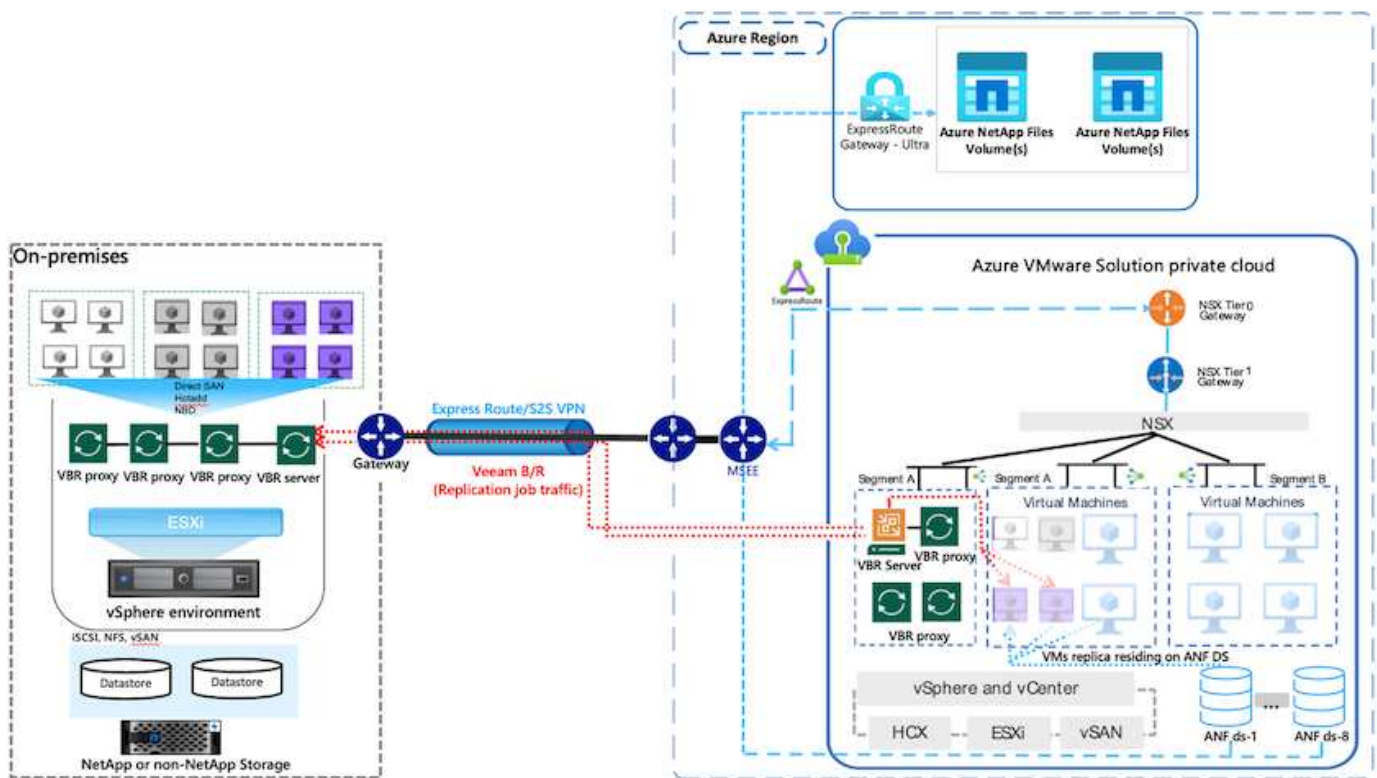 Azure Region
ExpressRoute
Gateway - Ultra
Azure NetApp Files
Volume(s)
Azure NetApp Files
Volume(s)
On-premises
Direct SAN
Hotadd
NBD
VBR proxy
VBR proxy
VBR proxy
VBR server
ESXi
vSphere environment
iSCSI, NFS, vSAN
Datastore
Datastore
NetApp or non-NetApp Storage
Gateway
Express Route/S2S VPN
Veeam B/R
(Replication job traffic)
MSEE
ExpressRoute
Azure VMware Solution private cloud
NSX Tier0
Gateway
NSX Tier1
Gateway
NSX
Segment A
Segment A
Segment B
VBR Server
VBR proxy
VBR proxy
Virtual Machines
Virtual Machines
VMs replica residing on ANF DS
vSphere and vCenter
HCX
ESXi
vSAN
ANF ds-1
...
ANF ds-8